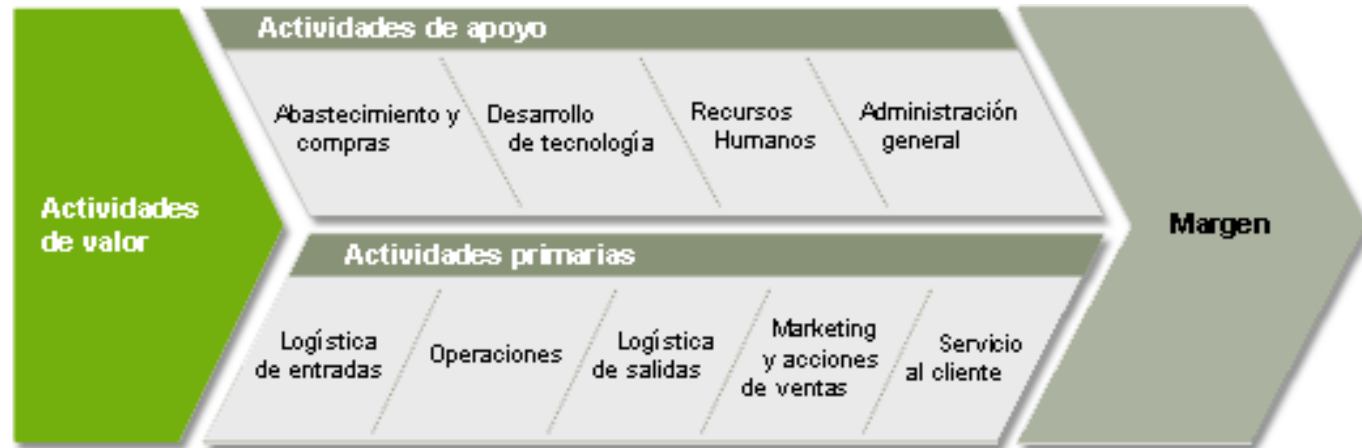 Actividades de apoyo
Abastecimiento y
compras
Desarrollo
de tecnología
Recursos
Humanos
Administración
general
Actividades
de valor
Margen
Actividades primarias
Logística
de entradas
Operaciones
Logística
de salidas
Marketing
y acciones
de ventas
Servicio
al cliente